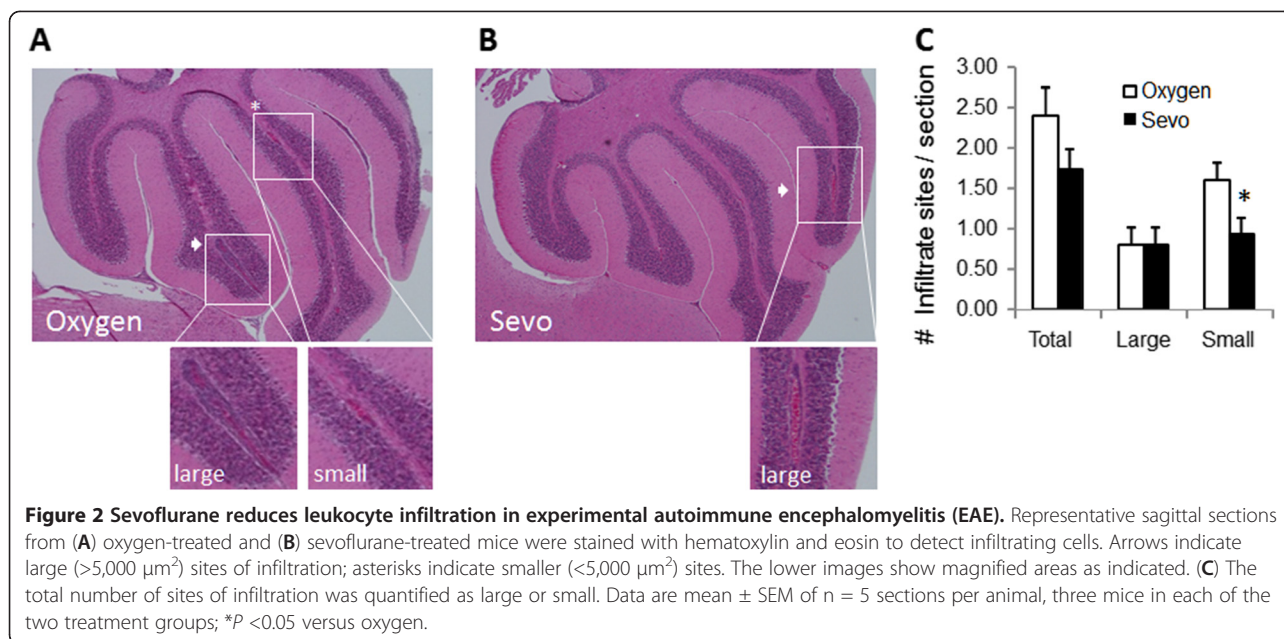 A
B
C
*
Oxygen
Sevo
large
small
large
# Infiltrate sites / section
3.00
2.50
2.00
1.50
1.00
0.50
0.00
Oxygen
Sevo
*
Total
Large
Small
Figure 2 Sevoflurane reduces leukocyte infiltration in experimental autoimmune encephalomyelitis (EAE). Representative sagittal sections
from (A) oxygen-treated and (B) sevoflurane-treated mice were stained with hematoxylin and eosin to detect infiltrating cells. Arrows indicate
large (>5,000 μm²) sites of infiltration; asterisks indicate smaller (<5,000 μm²) sites. The lower images show magnified areas as indicated. (C) The
total number of sites of infiltration was quantified as large or small. Data are mean ± SEM of n = 5 sections per animal, three mice in each of the
two treatment groups; *P <0.05 versus oxygen.